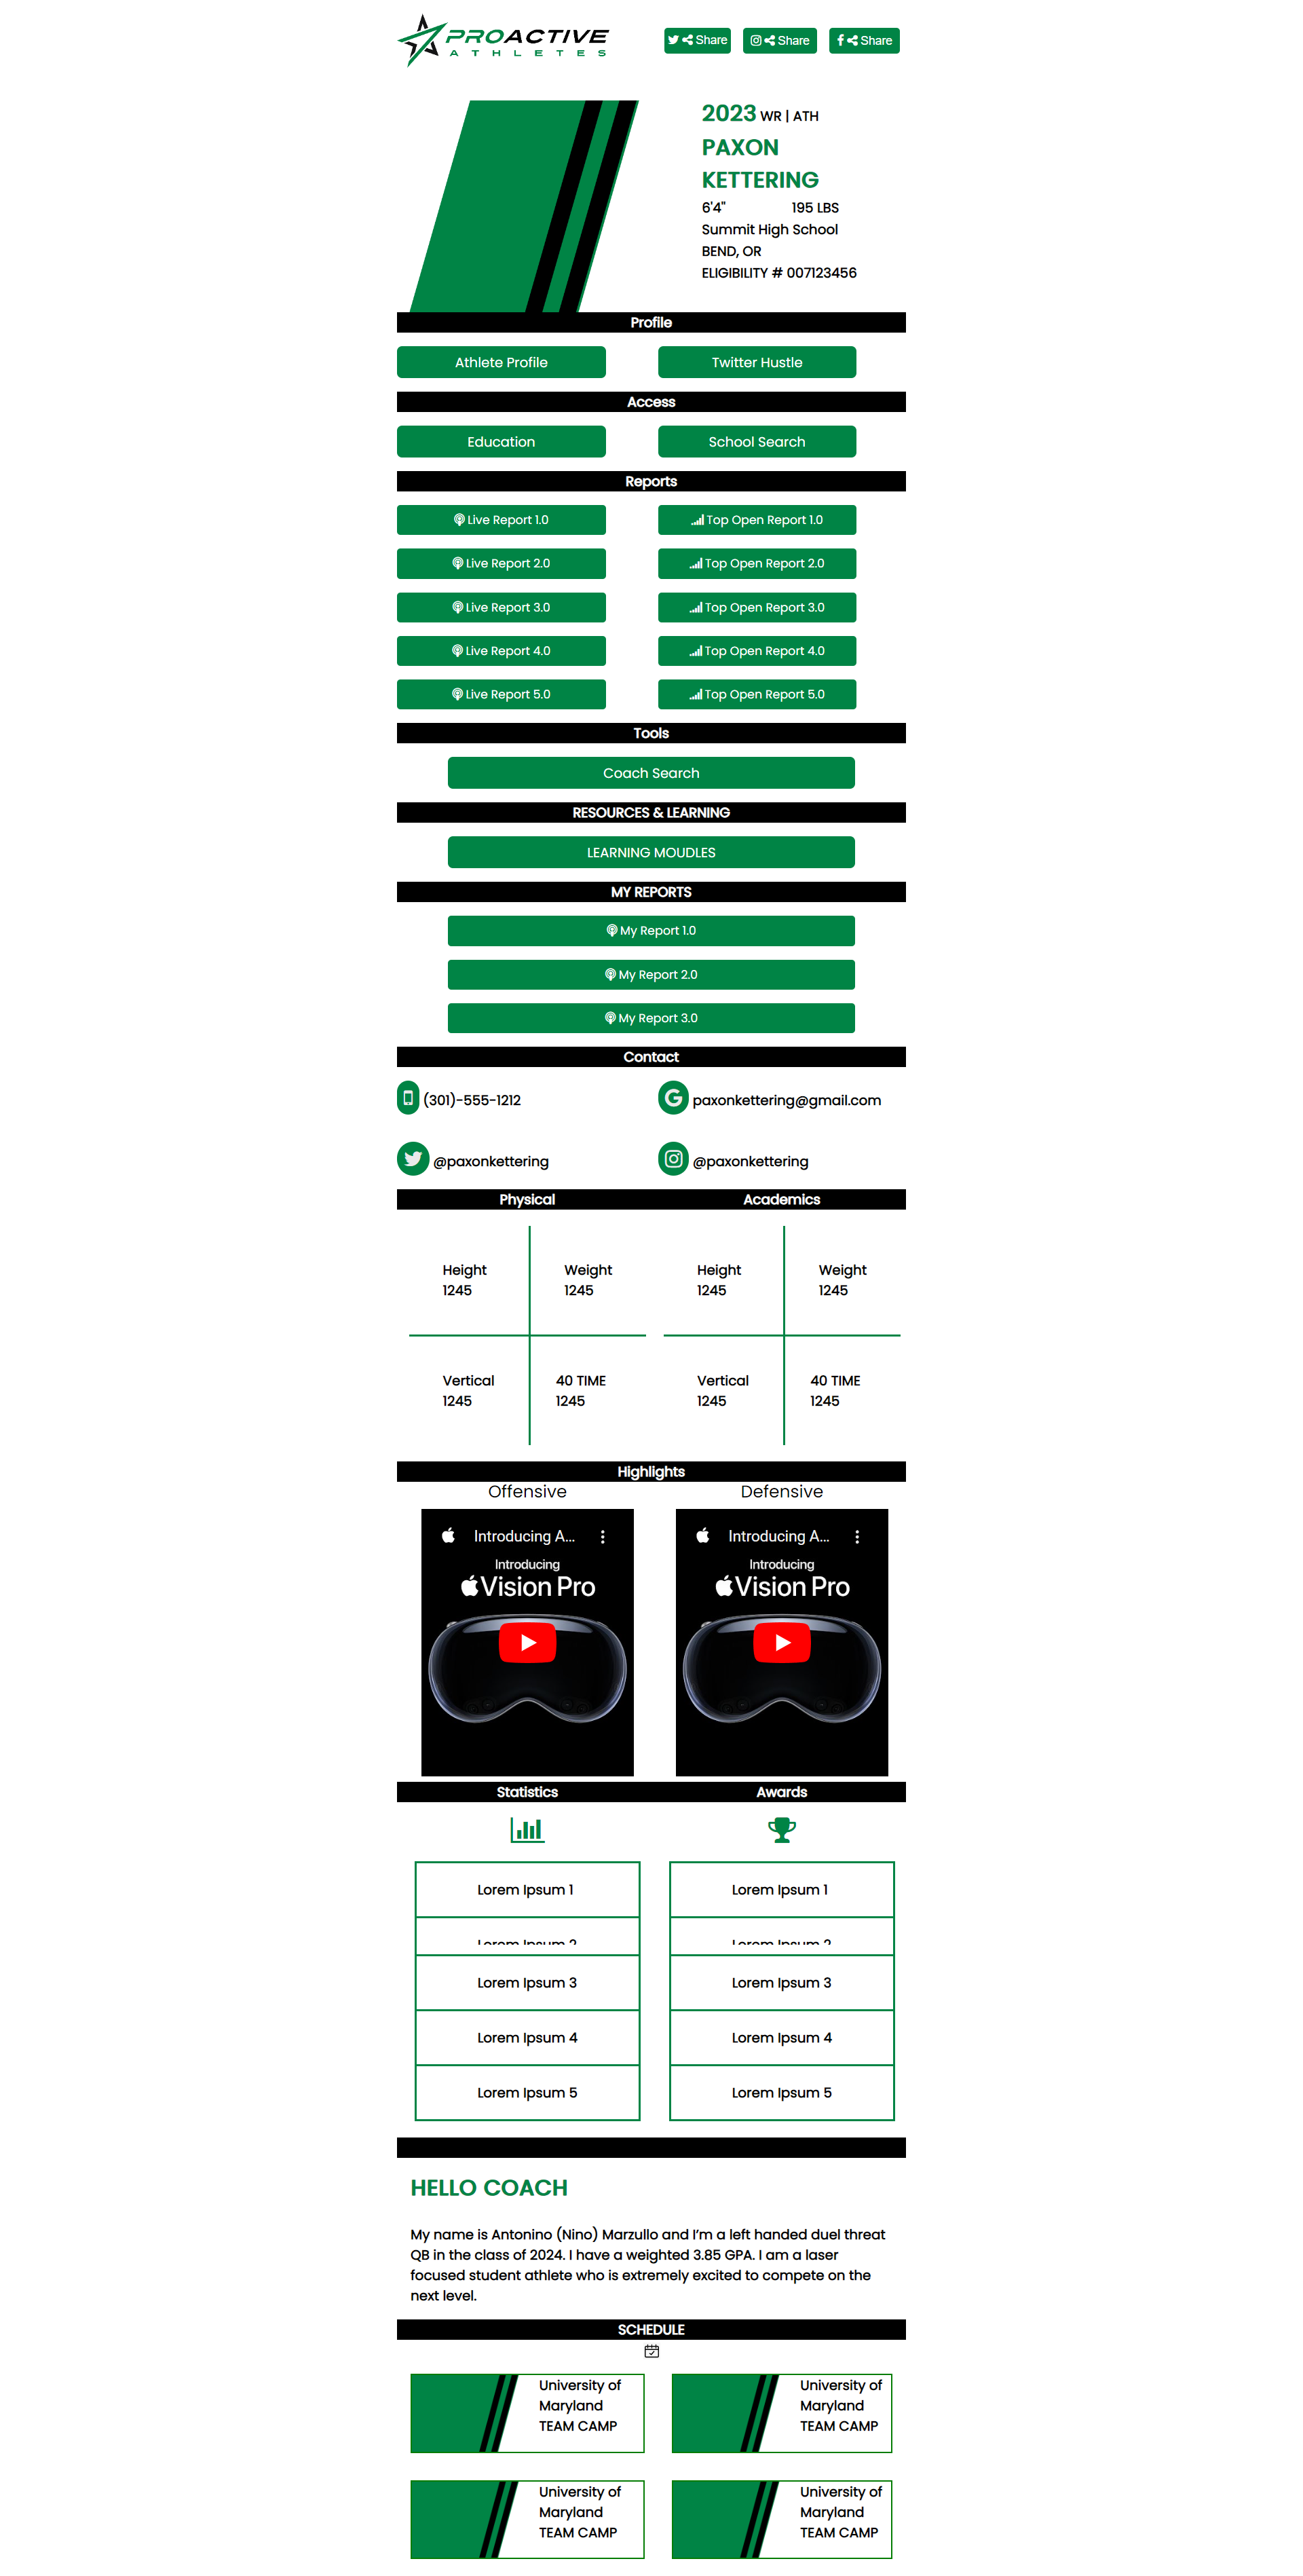 PROACTIVE
ATHLETES
Share
Share
Share
2023 WR | ATH
PAXON
KETTERING
6'4" 195 LBS
Summit High School
BEND, OR
ELIGIBILITY # 007123456
Profile
Athlete Profile
Twitter Hustle
Access
Education
School Search
Reports
Live Report 1.0
Top Open Report 1.0
Live Report 2.0
Top Open Report 2.0
Live Report 3.0
Top Open Report 3.0
Live Report 4.0
Top Open Report 4.0
Live Report 5.0
Top Open Report 5.0
Tools
Coach Search
RESOURCES & LEARNING
LEARNING MOUDLES
MY REPORTS
My Report 1.0
My Report 2.0
My Report 3.0
Contact
(301)-555-1212
paxonkettering@gmail.com
@paxonkettering
@paxonkettering
Physical
Height
1245
Weight
1245
Vertical
1245
40 TIME
1245
Academics
Height
1245
Weight
1245
Vertical
1245
40 TIME
1245
Highlights
Offensive
Introducing A...
Introducing
Vision Pro
Defensive
Introducing A...
Introducing
Vision Pro
Statistics
Lorem Ipsum 1
Lorem Ipsum 2
Lorem Ipsum 3
Lorem Ipsum 4
Lorem Ipsum 5
Awards
Lorem Ipsum 1
Lorem Ipsum 2
Lorem Ipsum 3
Lorem Ipsum 4
Lorem Ipsum 5
HELLO COACH
My name is Antonino (Nino) Marzullo and I'm a left handed duel threat
QB in the class of 2024. I have a weighted 3.85 GPA. I am a laser
focused student athlete who is extremely excited to compete on the
next level.
SCHEDULE
University of
Maryland
TEAM CAMP
University of
Maryland
TEAM CAMP
University of
Maryland
TEAM CAMP
University of
Maryland
TEAM CAMP